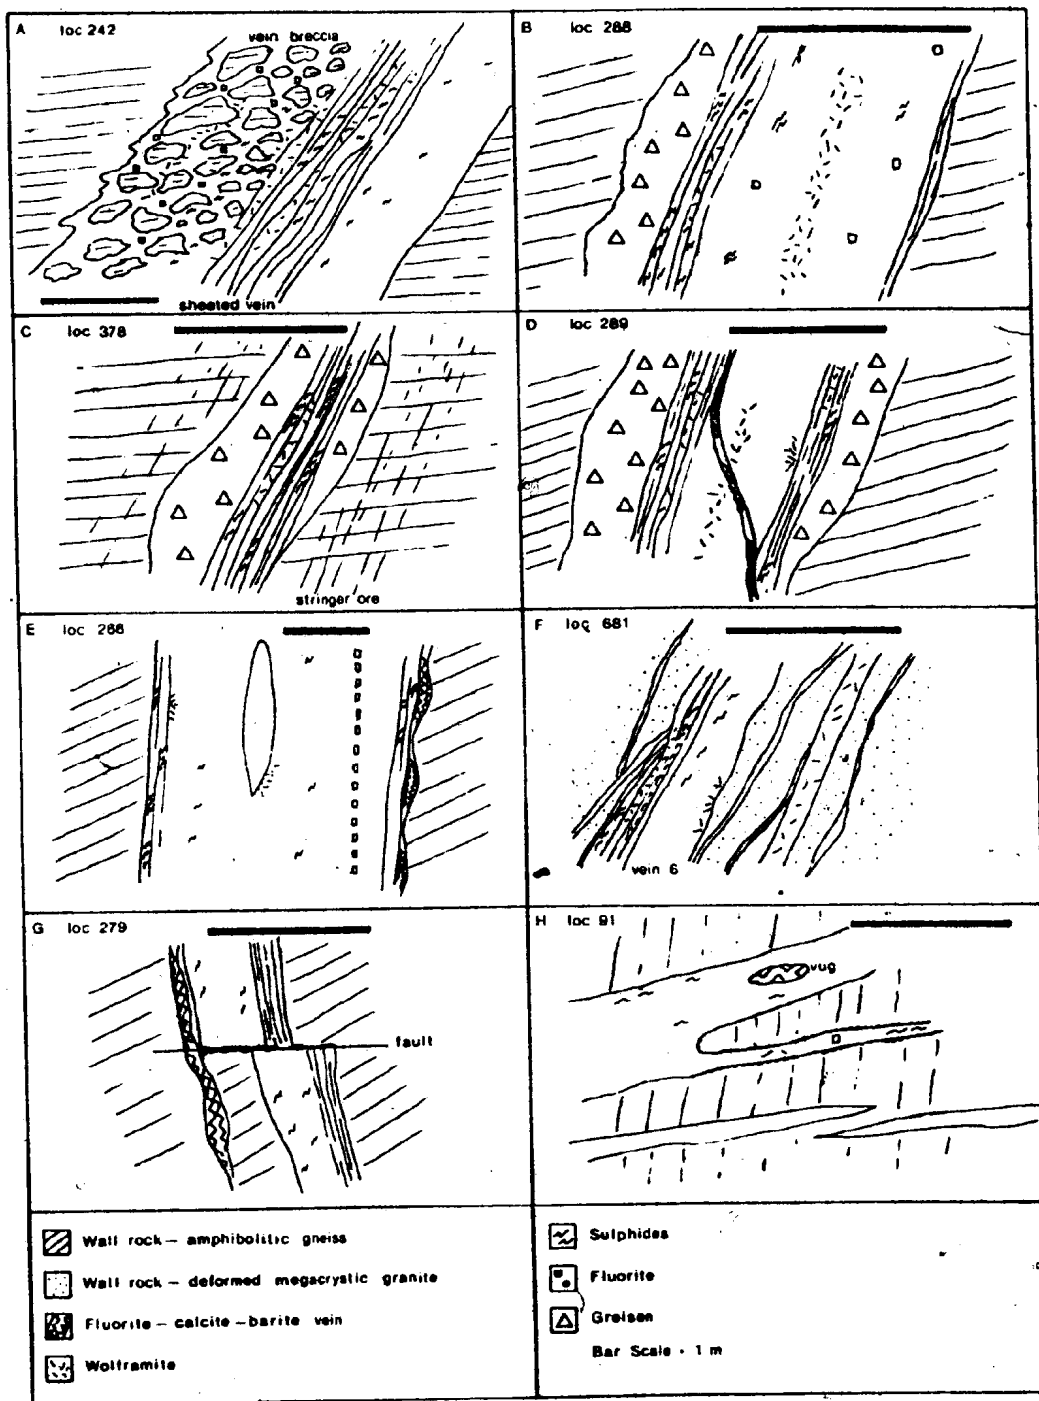 A loc 242
vein breccia
sheeted vein
B loc 288
C loc 378
stringer ore
D loc 289
E loc 266
F loc 681
vein 6
G loc 279
fault
H loc 91
vug
Wall rock – amphibolitic gneiss
Wall rock – deformed megacrystic granite
Fluorite – calcite – barite vein
Wolframite
Sulphides
Fluorite
Greisen
Bar Scale • 1 m